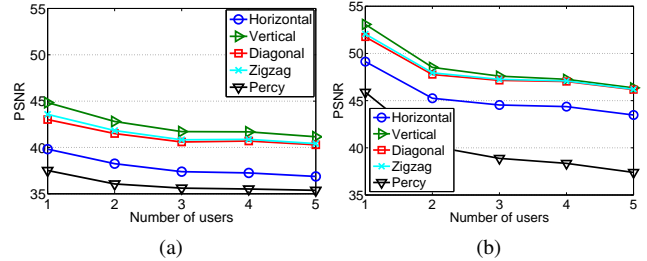 55
50
45
40
35
PSNR
1 2 3 4 5
Number of users
Horizontal
Vertical
Diagonal
Zigzag
Percy
(a)
55
50
45
40
35
PSNR
1 2 3 4 5
Number of users
Horizontal
Vertical
Diagonal
Zigzag
Percy
(b)